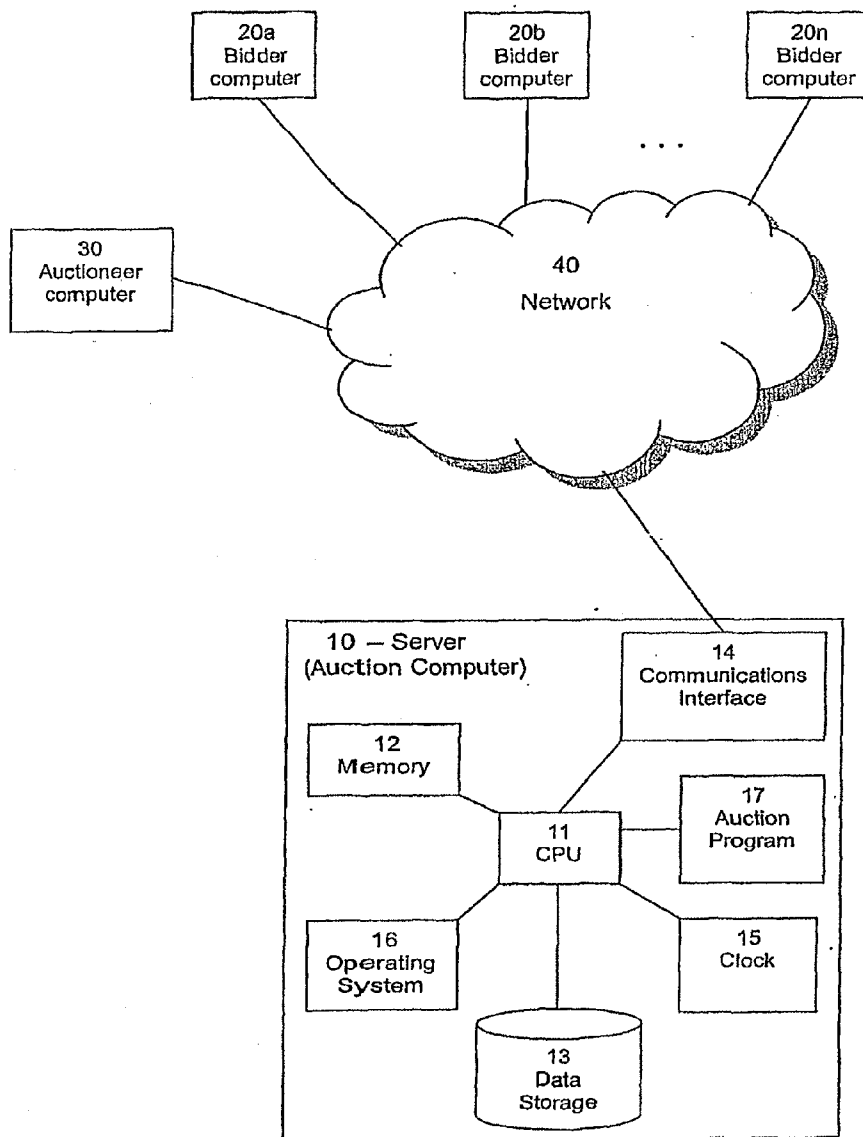 20a
Bidder
computer
20b
Bidder
computer
20n
Bidder
computer
. . .
30
Auctioneer
computer
40
Network
10 – Server
(Auction Computer)
14
Communications
Interface
12
Memory
17
Auction
Program
11
CPU
16
Operating
System
15
Clock
13
Data
Storage